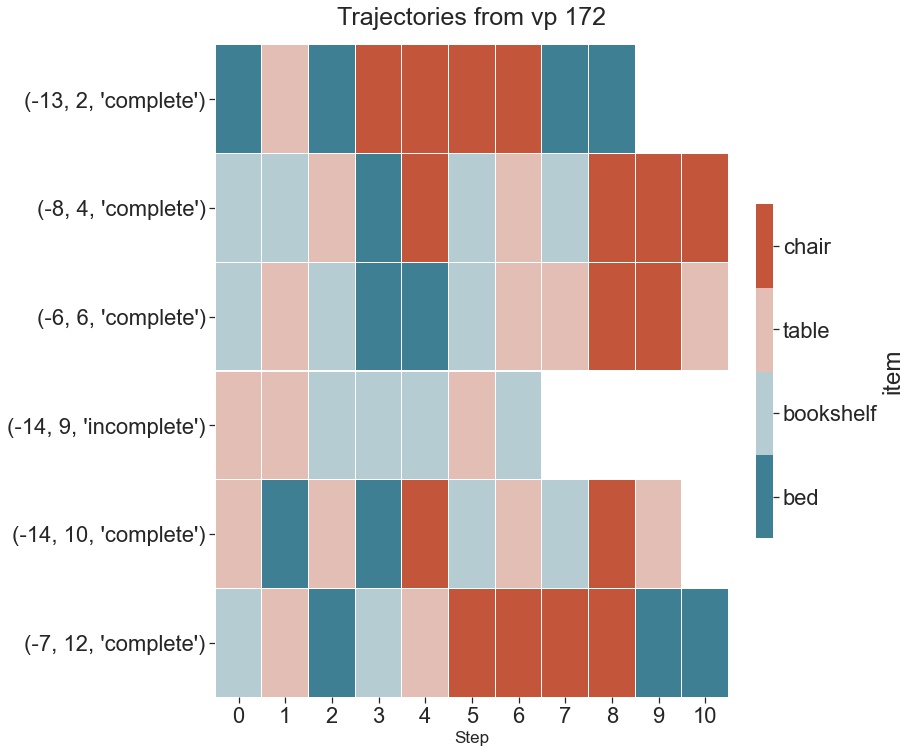 Trajectories from vp 172
(-13, 2, 'complete')
(-8, 4, 'complete')
(-6, 6, 'complete')
(-14, 9, 'incomplete')
(-14, 10, 'complete')
(-7, 12, 'complete')
0 1 2 3 4 5 6 7 8 9 10
Step
chair
table
bookshelf
bed
item